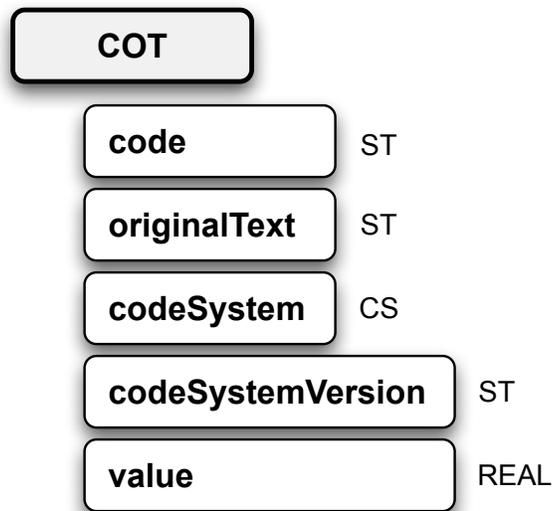 COT
code ST
originalText ST
codeSystem CS
codeSystemVersion ST
value REAL